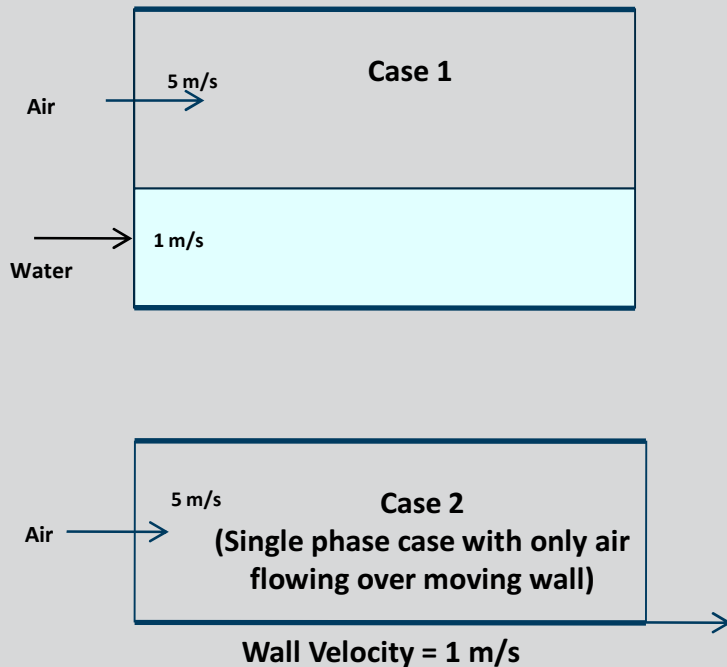 Case 1
5 m/s
Air
1 m/s
Water
5 m/s
Case 2
Air
(Single phase case with only air
flowing over moving wall)
Wall Velocity = 1 m/s